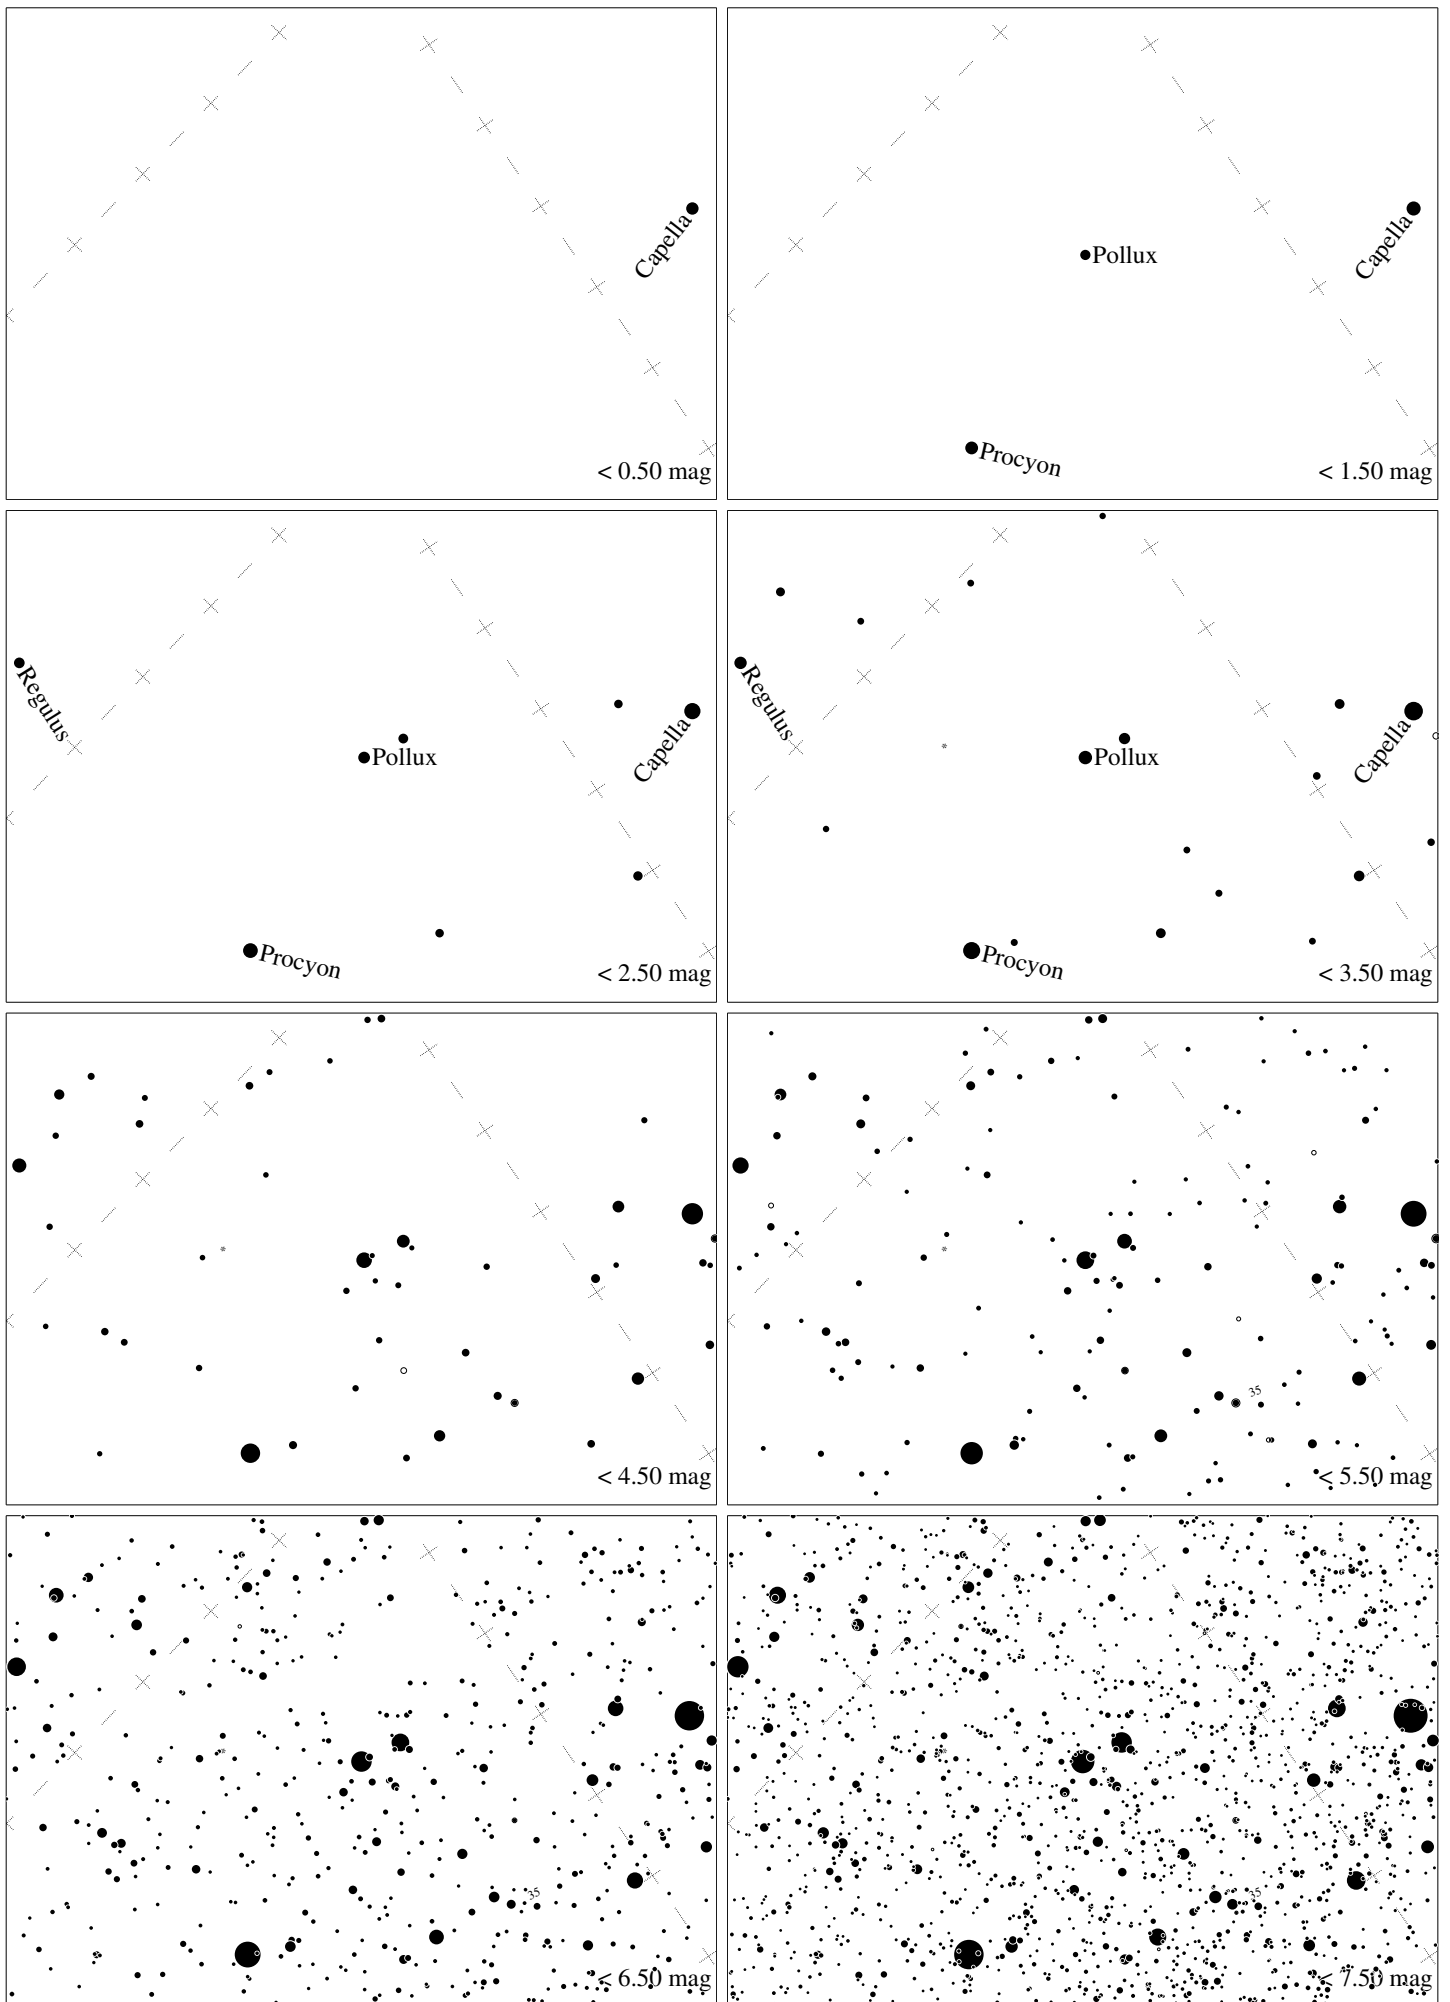 Capella
< 0.50 mag
Capella
Pollux
Procyon
< 1.50 mag
Regulus
Capella
Pollux
Procyon
< 2.50 mag
Regulus
Capella
Pollux
Procyon
< 3.50 mag
< 4.50 mag
35
< 5.50 mag
35
< 6.50 mag
35
< 7.50 mag